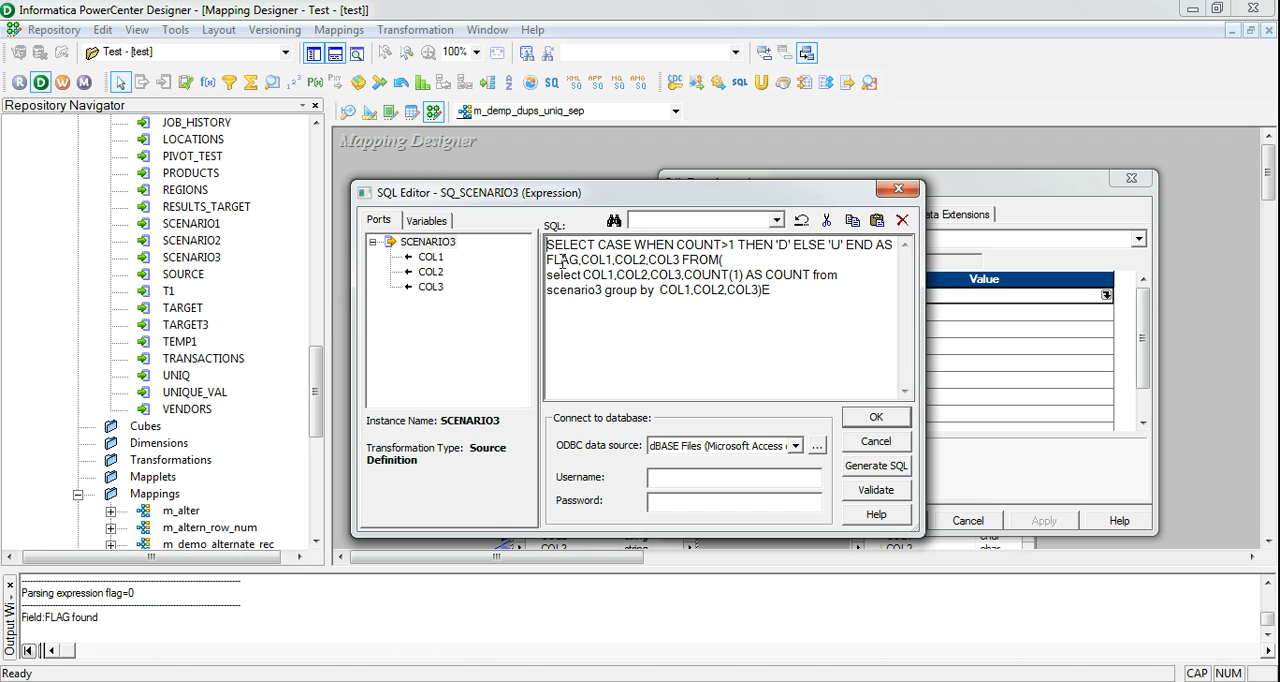 Informatica PowerCenter Designer - [Mapping Designer - Test - [test]]
Repository Edit View Tools Layout Versioning Mappings Transformation Window Help
Test - [test] 100%
m_demp_dups_uniq_sep
Repository Navigator
Mapping Designer
JOB_HISTORY
LOCATIONS
PIVOT_TEST
PRODUCTS
REGIONS
RESULTS_TARGET
SCENARIO1
SCENARIO2
SCENARIO3
SOURCE
T1
TARGET
TARGET3
TEMP1
TRANSACTIONS
UNIQ
UNIQUE_VAL
VENDORS
Cubes
Dimensions
Transformations
Mapplets
Mappings
m_alter
m_altern_row_num
m_demo_alternate_rec
SQL Editor - SQ_SCENARIO3 (Expression)
Ports Variables
SCENARIO3
COL1
COL2
COL3
Instance Name: SCENARIO3
Transformation Type: Source
Definition
SQL:
SELECT CASE WHEN COUNT>1 THEN 'D' ELSE 'U' END AS
FLAG,COL1,COL2,COL3 FROM(
select COL1,COL2,COL3,COUNT(1) AS COUNT from
scenario3 group by COL1,COL2,COL3)E
Connect to database:
ODBC data source: dBASE Files (Microsoft Access
Username:
Password:
OK
Cancel
Generate SQL
Validate
Help
ata Extensions
Value
Cancel Apply Help
COL3 string COL2 char
Output Wi
Parsing expression flag=0
Field:FLAG found
Ready
CAP NUM